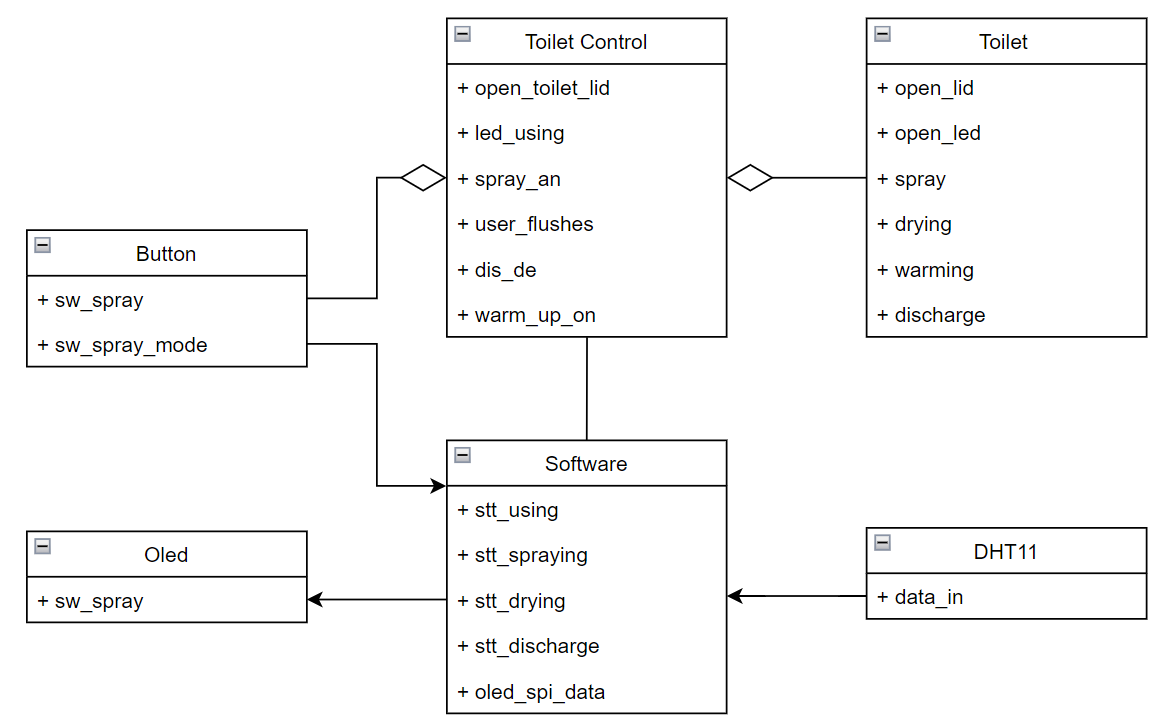 Toilet Control
+ open_toilet_lid
+ led_using
+ spray_an
+ user_flushes
+ dis_de
+ warm_up_on
Toilet
+ open_lid
+ open_led
+ spray
+ drying
+ warming
+ discharge
Button
+ sw_spray
+ sw_spray_mode
Software
+ stt_using
+ stt_spraying
+ stt_drying
+ stt_discharge
+ oled_spi_data
Oled
+ sw_spray
DHT11
+ data_in